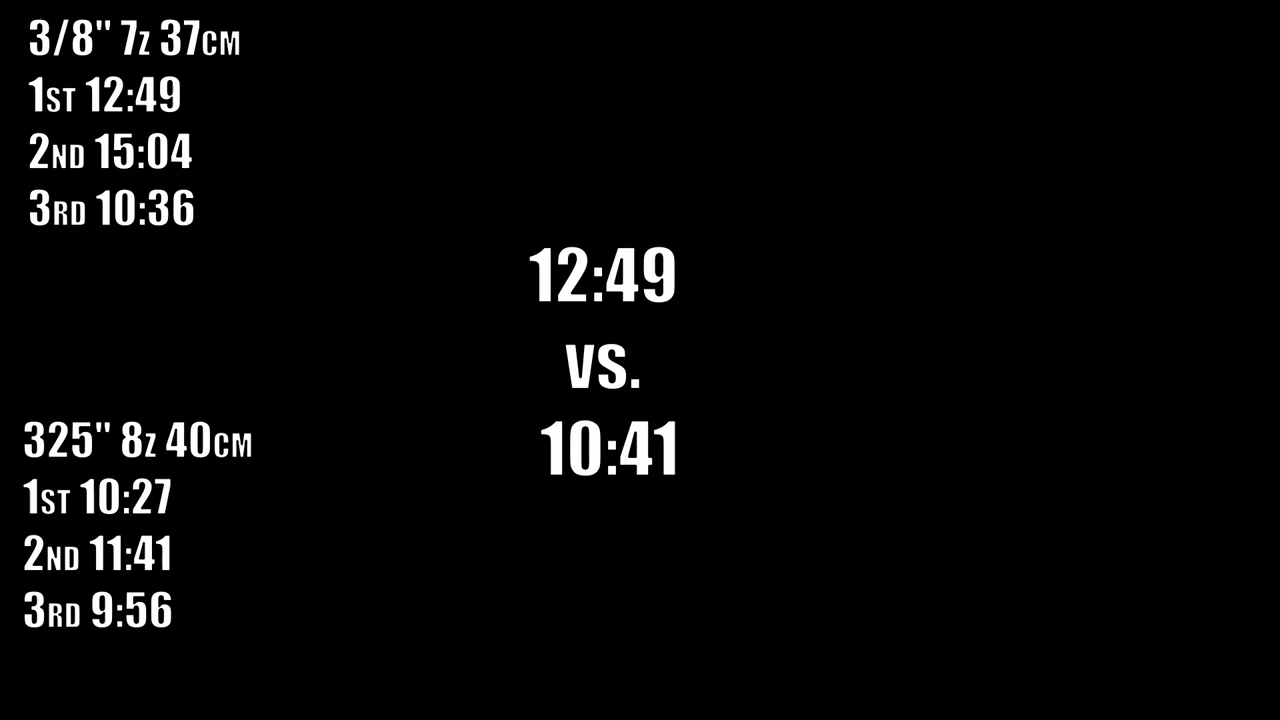 3/8" 7z 37cm
1st 12:49
2nd 15:04
3rd 10:36
12:49
vs.
10:41
325" 8z 40cm
1st 10:27
2nd 11:41
3rd 9:56